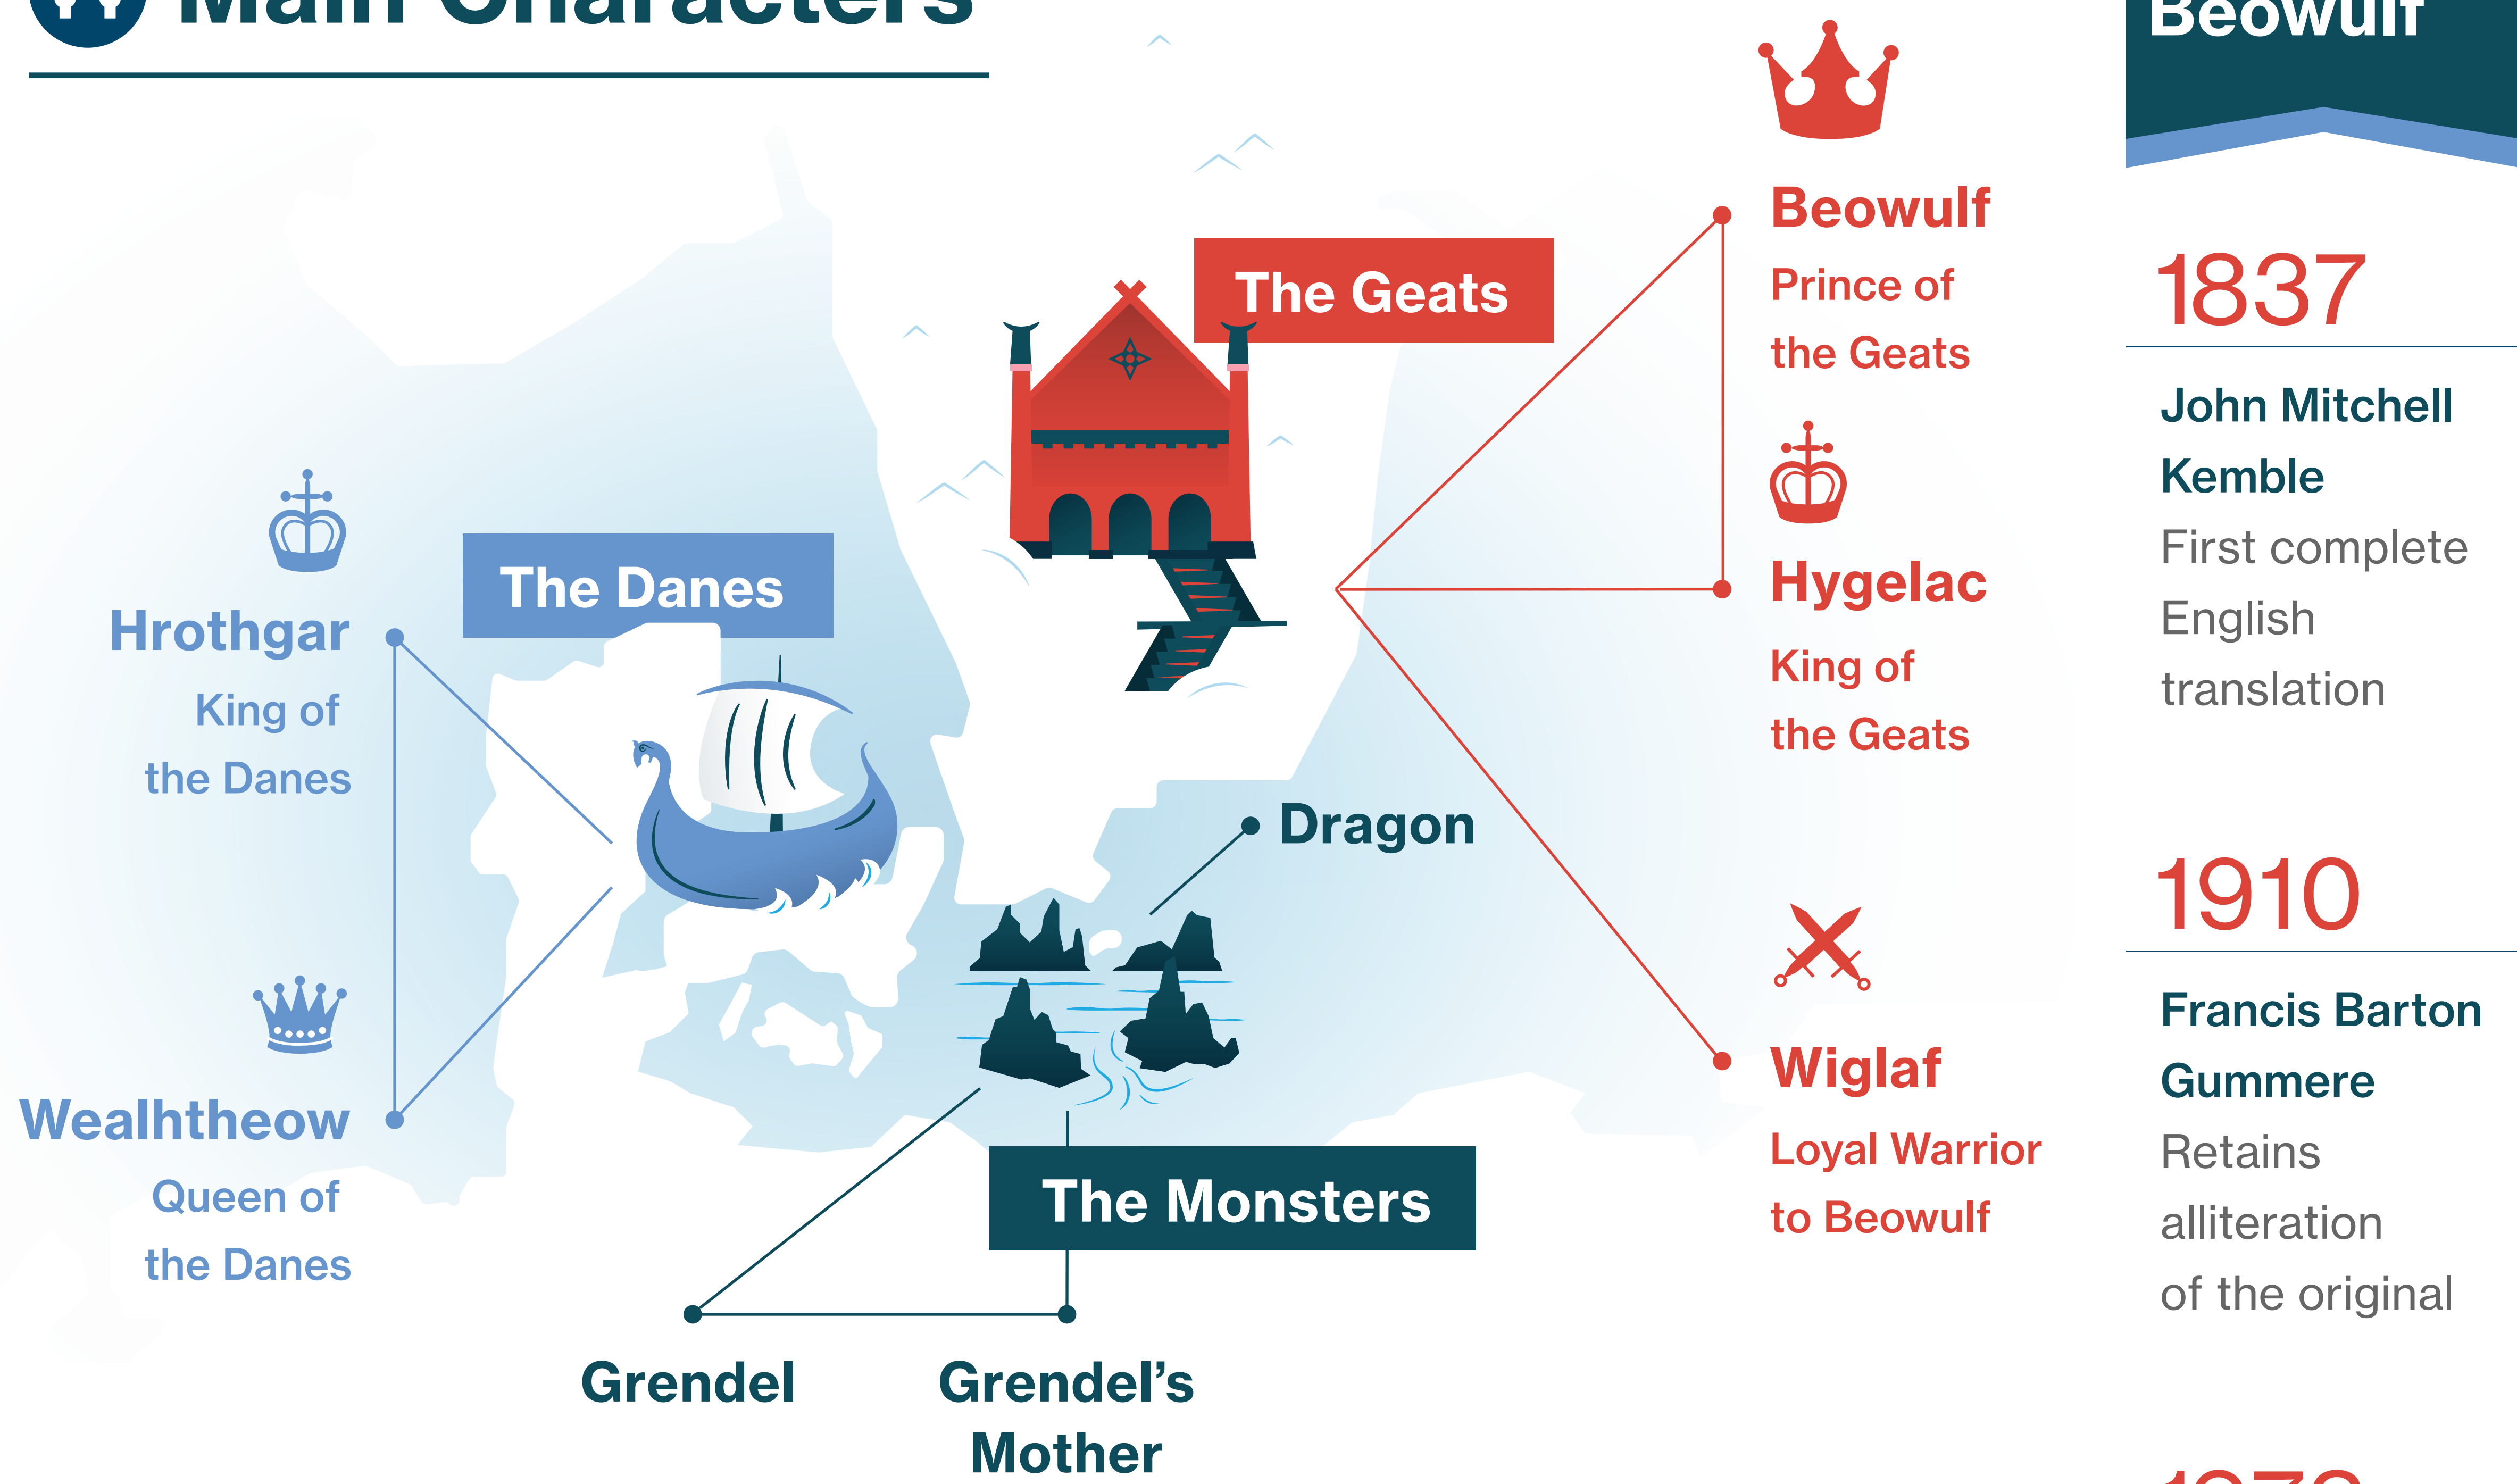 Main Characters
The Geats
Beowulf
Prince of
the Geats
Hygelac
King of
the Geats
Wiglaf
Loyal Warrior
to Beowulf
The Danes
Hrothgar
King of
the Danes
Wealhtheow
Queen of
the Danes
Dragon
The Monsters
Grendel
Grendel’s
Mother
Beowulf
1837
John Mitchell
Kemble
First complete
English
translation
1910
Francis Barton
Gummere
Retains
alliteration
of the original